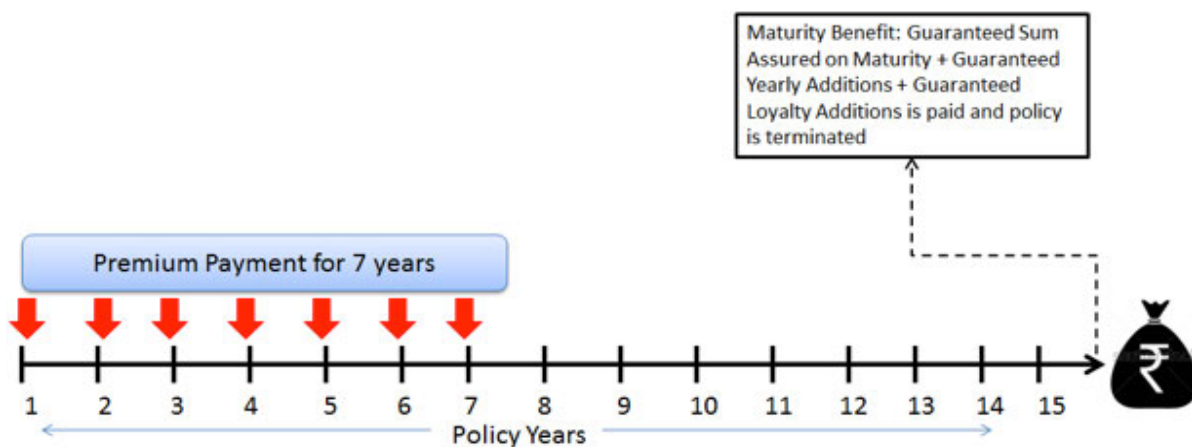 Maturity Benefit: Guaranteed Sum
Assured on Maturity + Guaranteed
Yearly Additions + Guaranteed
Loyalty Additions is paid and policy
is terminated
Premium Payment for 7 years
1 2 3 4 5 6 7 8 9 10 11 12 13 14 15
Policy Years
₹